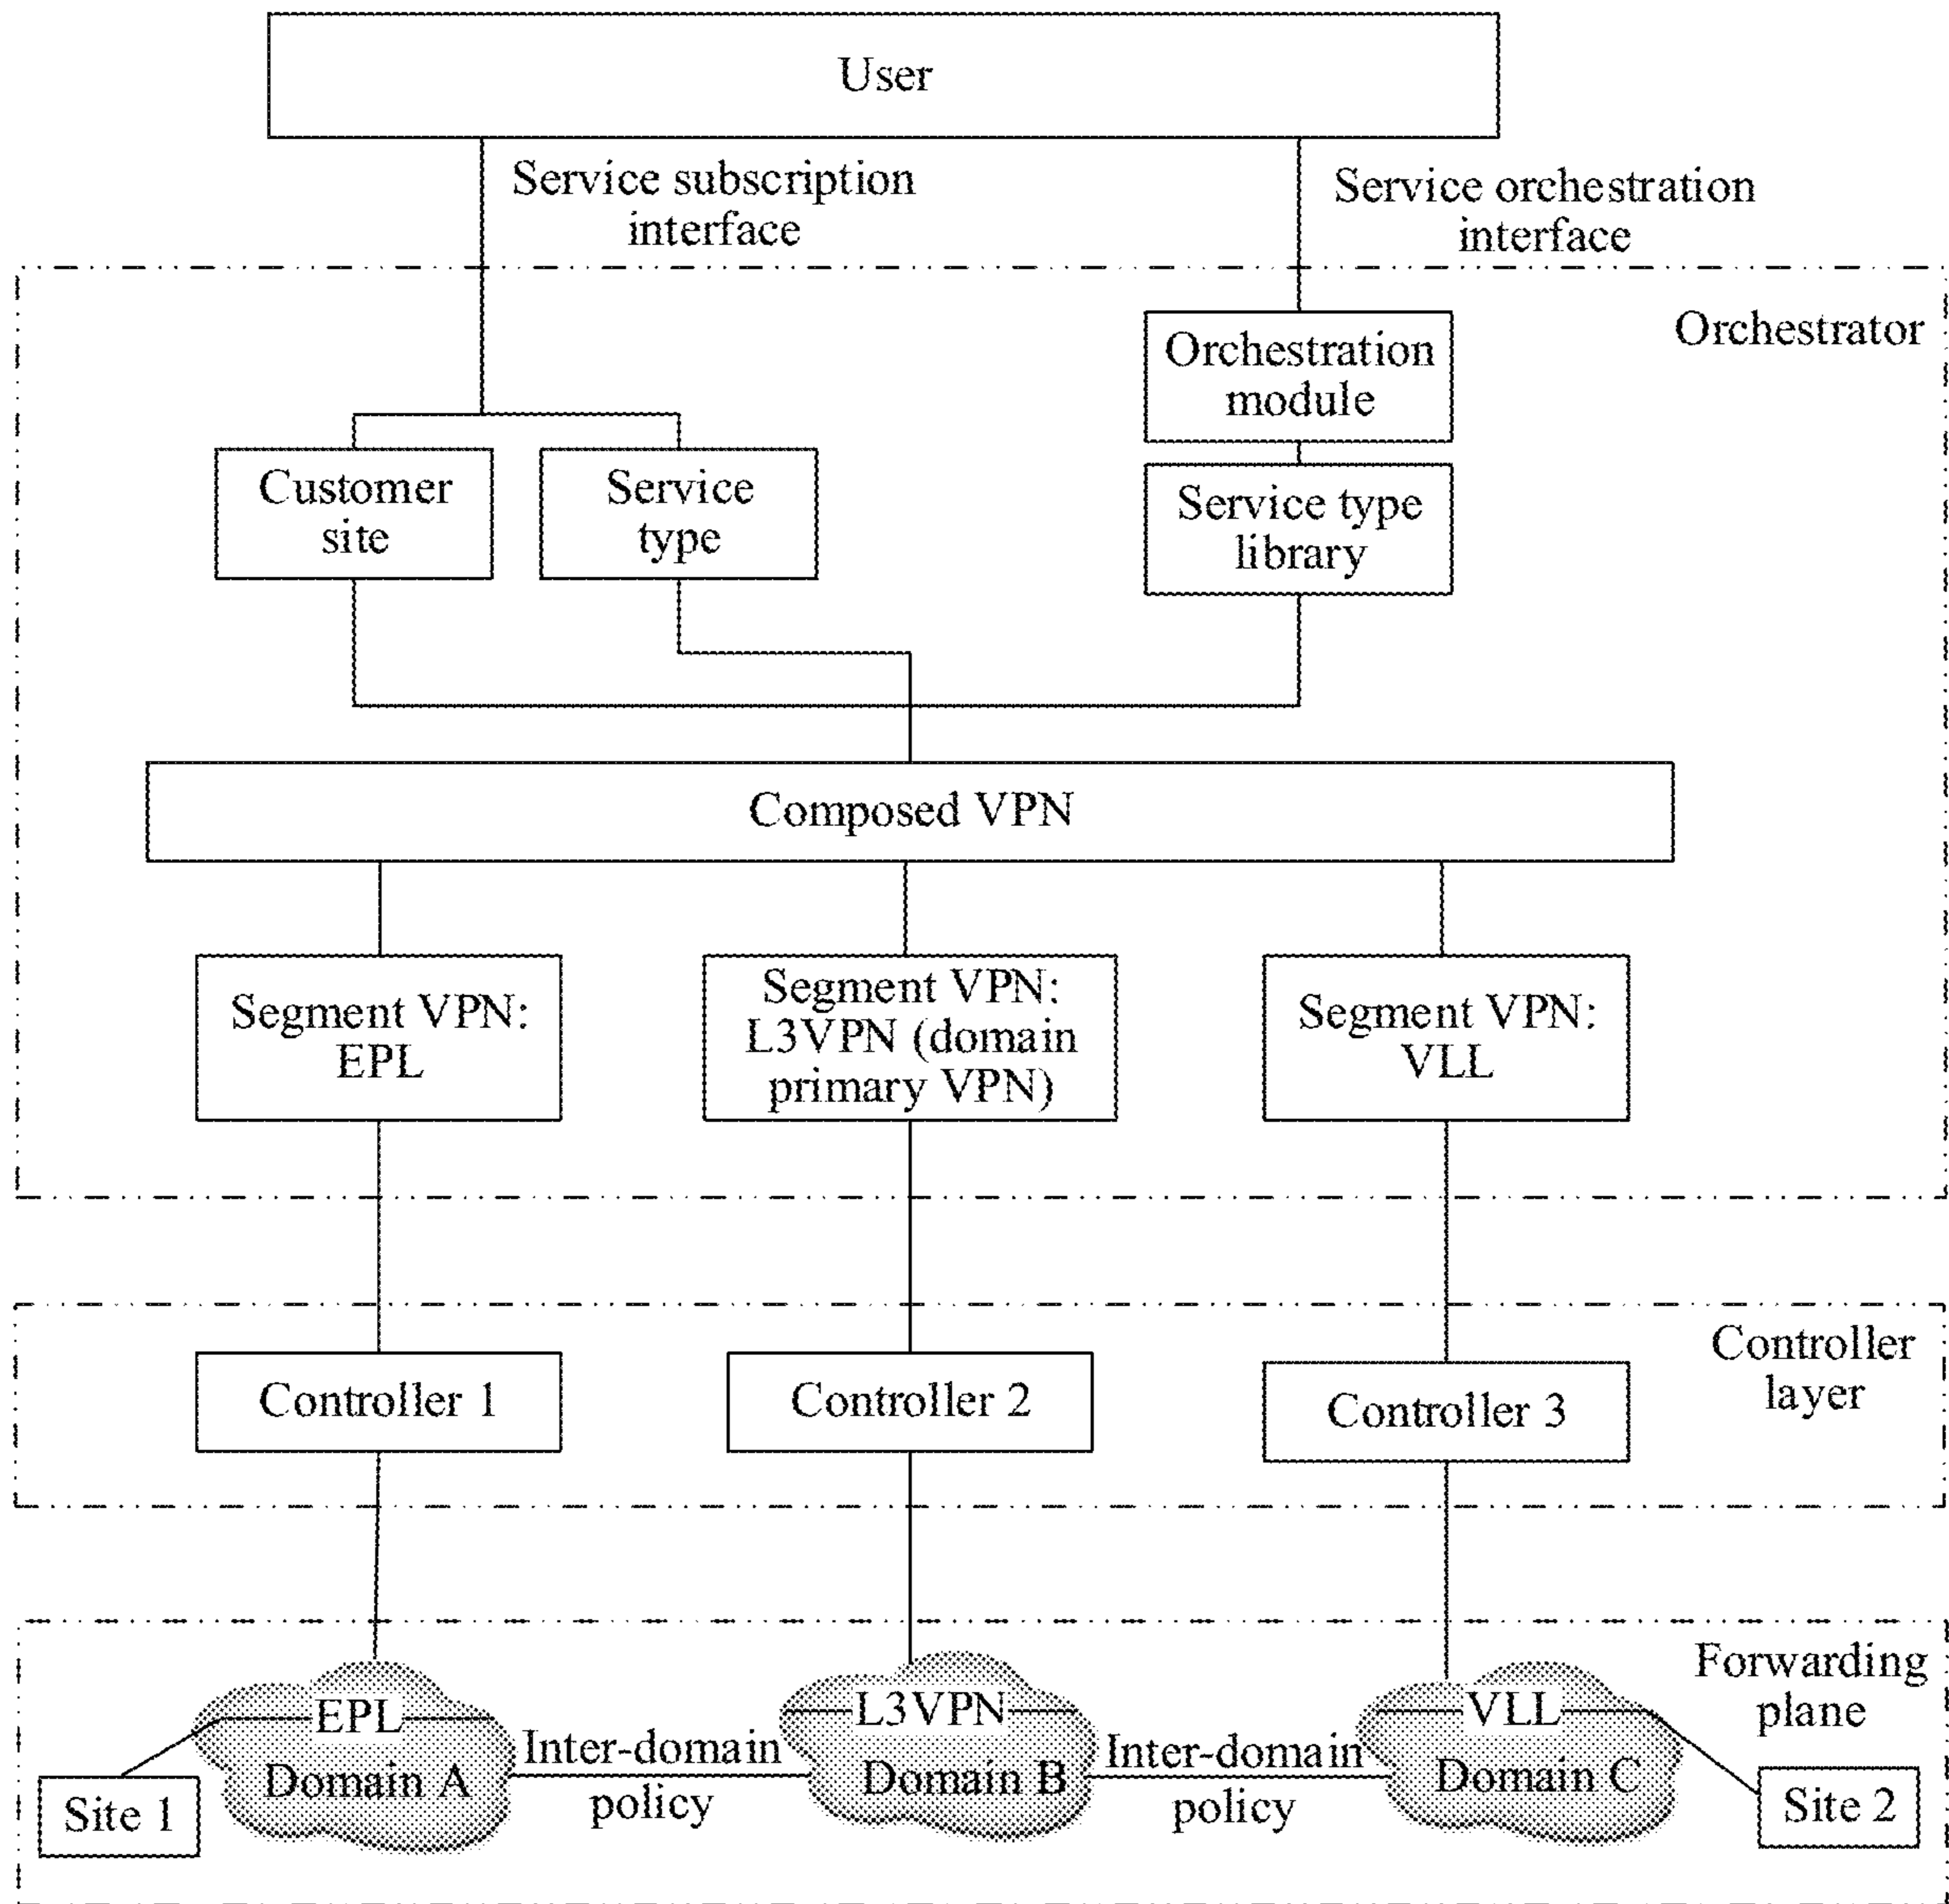 User
Service subscription
interface
Service orchestration
interface
Orchestrator
Orchestration
module
Customer
site
Service
type
Service type
library
Composed VPN
Segment VPN:
EPL
Segment VPN:
L3VPN (domain
primary VPN)
Segment VPN:
VLL
Controller
layer
Controller 1
Controller 2
Controller 3
Forwarding
plane
EPL
Domain A
Inter-domain
policy
L3VPN
Domain B
Inter-domain
policy
VLL
Domain C
Site 1
Site 2